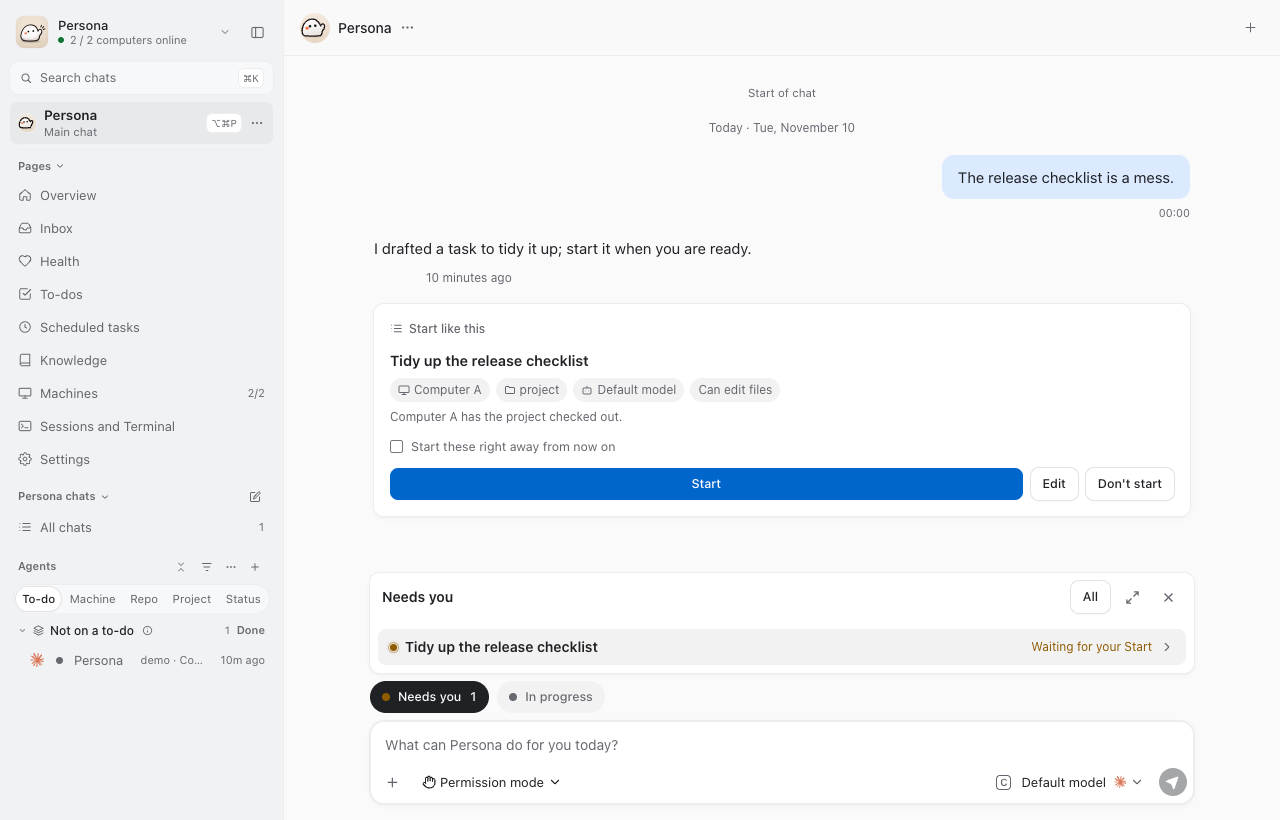 Persona
2 / 2 computers online
Search chats
⌘K
Persona
Main chat
⌥⌘P
Pages
Overview
Inbox
Health
To-dos
Scheduled tasks
Knowledge
Machines
2/2
Sessions and Terminal
Settings
Persona chats
All chats
1
Agents
To-do
Machine
Repo
Project
Status
Not on a to-do
1 Done
Persona
demo · Co...
10m ago
Persona
Start of chat
Today · Tue, November 10
The release checklist is a mess.
00:00
I drafted a task to tidy it up; start it when you are ready.
10 minutes ago
Start like this
Tidy up the release checklist
Computer A
project
Default model
Can edit files
Computer A has the project checked out.
Start these right away from now on
Start
Edit
Don't start
Needs you
All
Tidy up the release checklist
Waiting for your Start
Needs you 1
In progress
What can Persona do for you today?
Permission mode
C
Default model